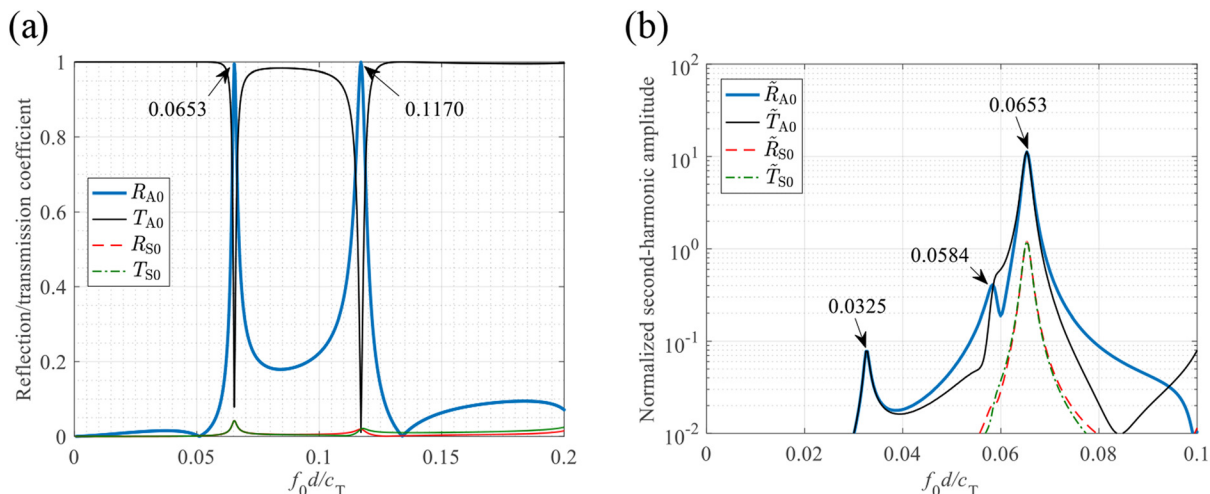 (a)
Reflection/transmission coefficient
1
0.8
0.6
0.4
0.2
0
0.0653
0.1170
R_A0
T_A0
R_S0
T_S0
0 0.05 0.1 0.15 0.2
f_0 d/c_T
(b)
Normalized second-harmonic amplitude
10^2
10^1
10^0
10^-1
10^-2
R̃_A0
T̃_A0
R̃_S0
T̃_S0
0.0653
0.0584
0.0325
0 0.02 0.04 0.06 0.08 0.1
f_0 d/c_T